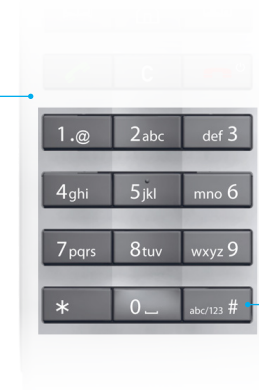 1.@ 2abc def 3
4ghi 5jkl mno 6
7pqrs 8tuv wxyz 9
* 0⎵ abc/123 #